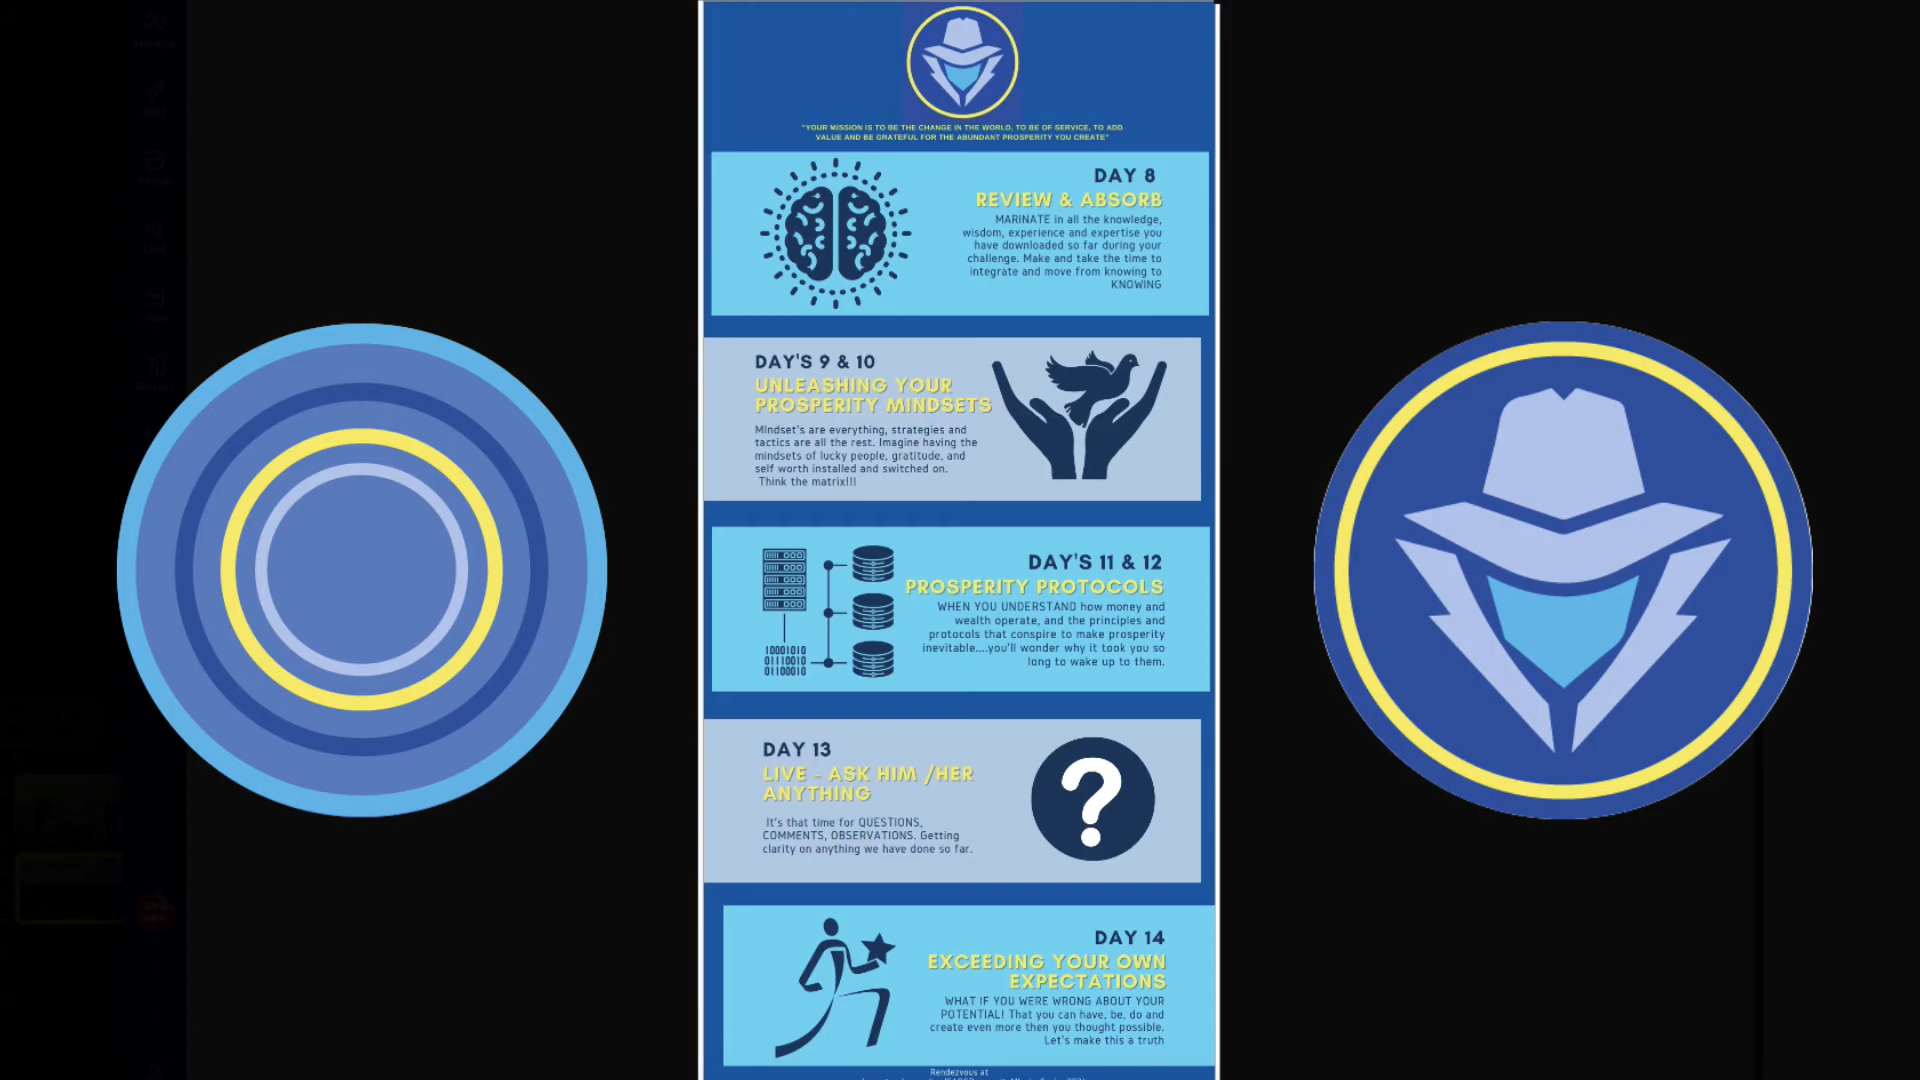 "YOUR MISSION IS TO BE THE CHANGE IN THE WORLD, TO BE OF SERVICE, TO ADD
VALUE AND BE GRATEFUL FOR THE ABUNDANT PROSPERITY YOU CREATE"
DAY 8
REVIEW & ABSORB
MARINATE in all the knowledge,
wisdom, experience and expertise you
have downloaded so far during your
challenge. Make and take the time to
integrate and move from knowing to
KNOWING
DAY'S 9 & 10
UNLEASHING YOUR
PROSPERITY MINDSETS
MIndset's are everything, strategies and
tactics are all the rest. Imagine having the
mindsets of lucky people, gratitude, and
self worth installed and switched on.
Think the matrix!!!
DAY'S 11 & 12
PROSPERITY PROTOCOLS
WHEN YOU UNDERSTAND how money and
wealth operate, and the principles and
protocols that conspire to make prosperity
inevitable....you'll wonder why it took you so
long to wake up to them.
10001010
01110010
01100010
DAY 13
LIVE - ASK HIM /HER
ANYTHING
It's that time for QUESTIONS,
COMMENTS, OBSERVATIONS. Getting
clarity on anything we have done so far.
DAY 14
EXCEEDING YOUR OWN
EXPECTATIONS
WHAT IF YOU WERE WRONG ABOUT YOUR
POTENTIAL! That you can have, be, do and
create even more then you thought possible.
Let's make this a truth
Rendezvous at